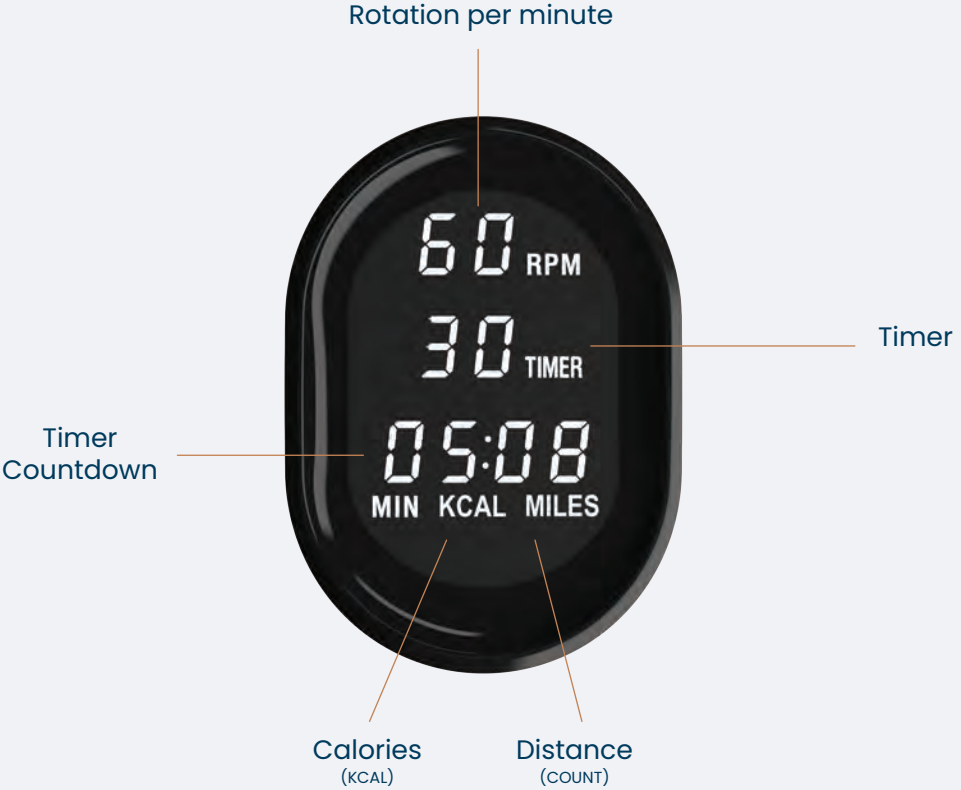 Rotation per minute
60 RPM
30 TIMER
Timer
Timer
Countdown
05:08
MIN KCAL MILES
Calories
(KCAL)
Distance
(COUNT)